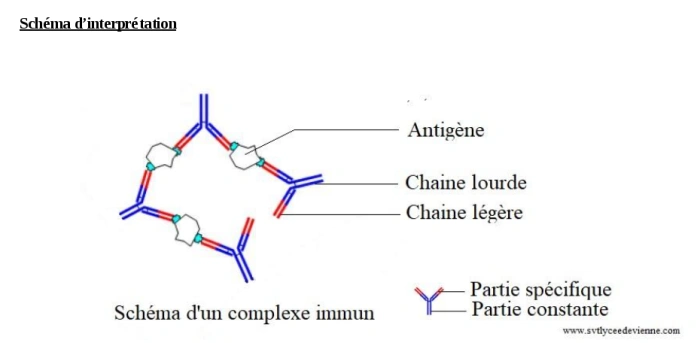 Schéma d'interprétation
Antigène
Chaine lourde
Chaine légère
Partie spécifique
Partie constante
Schéma d'un complexe immun
www.svtlyceedevienne.com